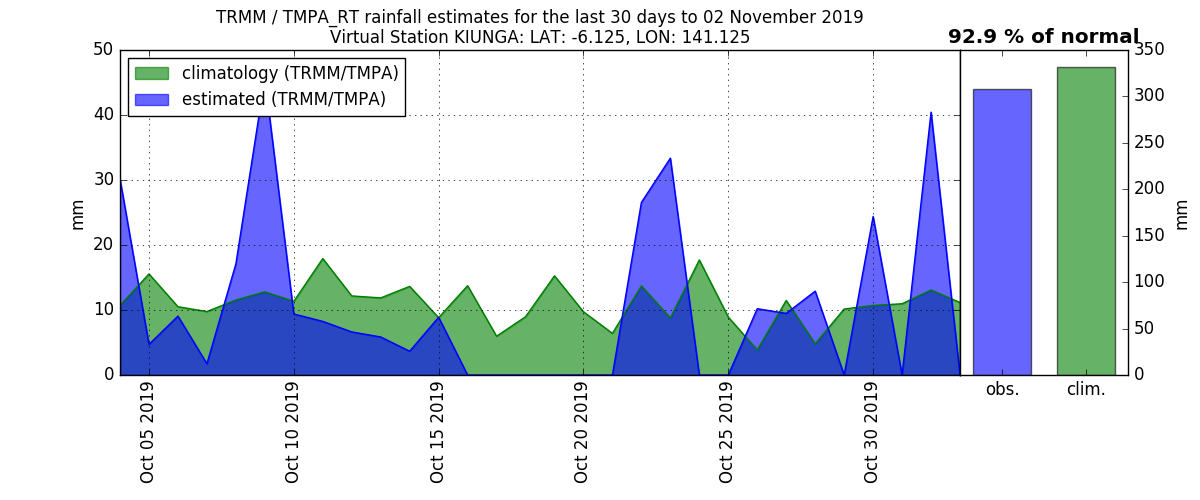 TRMM / TMPA_RT rainfall estimates for the last 30 days to 02 November 2019
Virtual Station KIUNGA: LAT: -6.125, LON: 141.125
92.9 % of normal
climatology (TRMM/TMPA)
estimated (TRMM/TMPA)
50
40
30
20
10
0
mm
Oct 05 2019
Oct 10 2019
Oct 15 2019
Oct 20 2019
Oct 25 2019
Oct 30 2019
obs.
clim.
350
300
250
200
150
100
50
0
mm